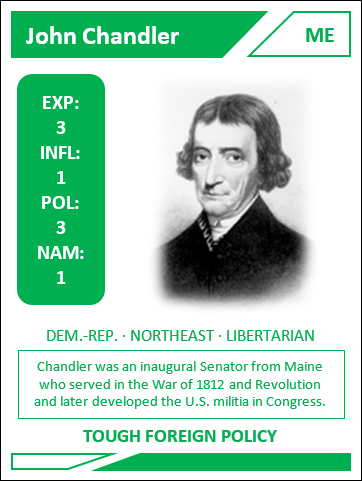 John Chandler
ME
EXP:
3
INFL:
1
POL:
3
NAM:
1
DEM.-REP. · NORTHEAST · LIBERTARIAN
Chandler was an inaugural Senator from Maine
who served in the War of 1812 and Revolution
and later developed the U.S. militia in Congress.
TOUGH FOREIGN POLICY